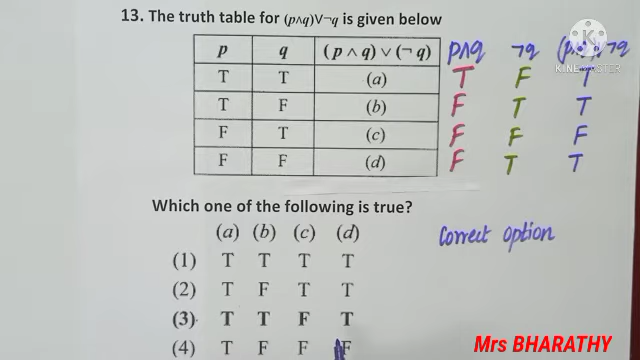 13. The truth table for (p∧q)∨¬q is given below
p q (p ∧ q) ∨ (¬ q) p∧q ¬q
T T (a) T F T
T F (b) F T T
F T (c) F F F
F F (d) F T T
KINEMASTER
Which one of the following is true?
(a) (b) (c) (d) correct option
(1) T T T T
(2) T F T T
(3) T T F T
(4) T F F F
Mrs BHARATHY